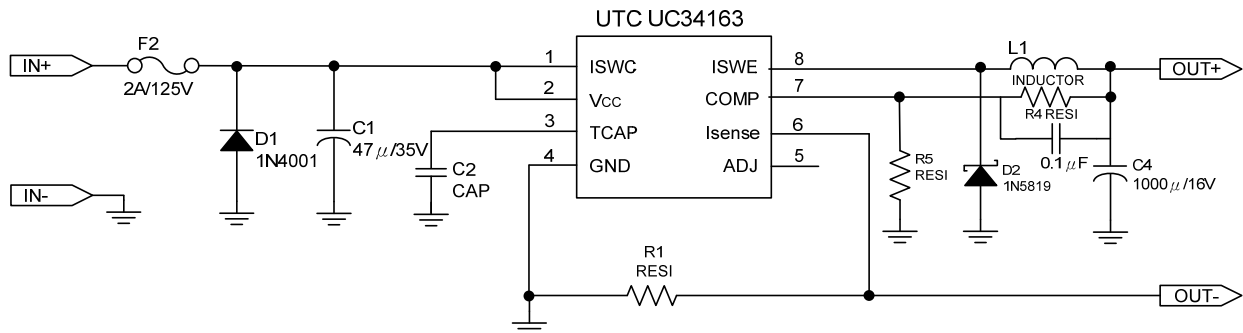 UTC UC34163
F2
IN+
2A/125V
1
ISWC
ISWE
8
L1
OUT+
INDUCTOR
2
VCC
COMP
7
R4 RESI
3
TCAP
Isense
6
D1
1N4001
C1
47μ/35V
4
GND
ADJ
5
0.1μF
C2
CAP
R5
RESI
D2
1N5819
C4
1000μ/16V
IN-
R1
RESI
OUT-